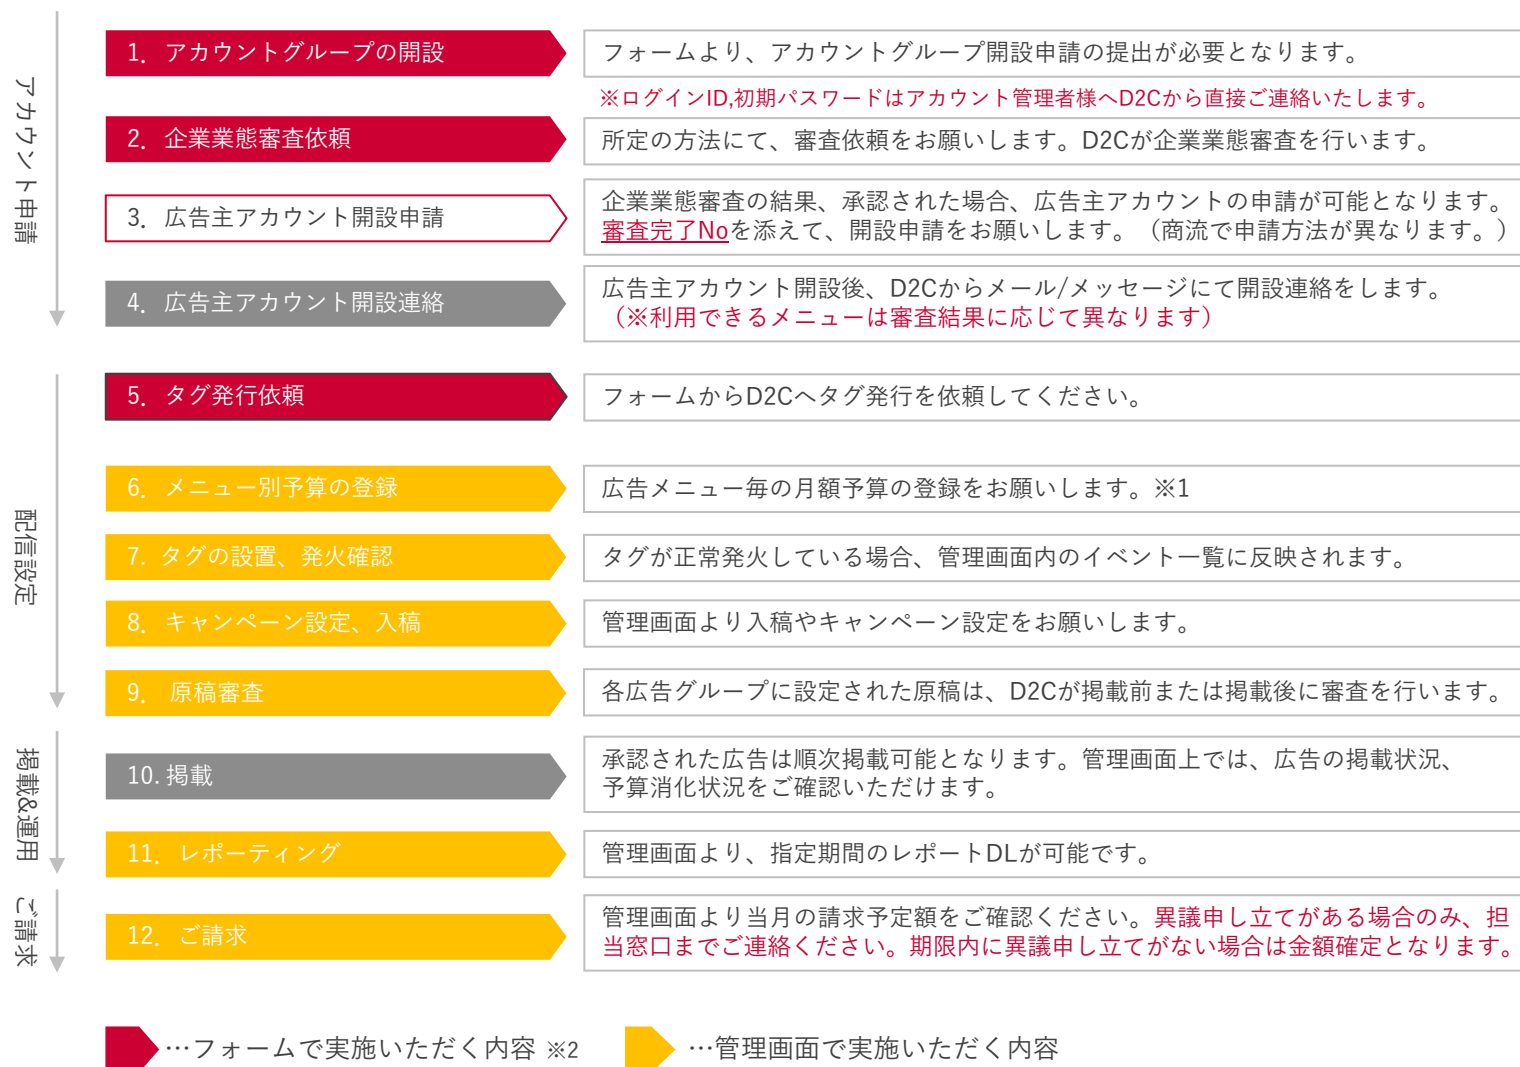 アカウント申請
1. アカウントグループの開設
フォームより、アカウントグループ開設申請の提出が必要となります。
※ログインID,初期パスワードはアカウント管理者様へD2Cから直接ご連絡いたします。
2. 企業業態審査依頼
所定の方法にて、審査依頼をお願いします。D2Cが企業業態審査を行います。
3. 広告主アカウント開設申請
企業業態審査の結果、承認された場合、広告主アカウントの申請が可能となります。
審査完了Noを添えて、開設申請をお願いします。（商流で申請方法が異なります。）
4. 広告主アカウント開設連絡
広告主アカウント開設後、D2Cからメール/メッセージにて開設連絡をします。
（※利用できるメニューは審査結果に応じて異なります）
配信設定
5. タグ発行依頼
フォームからD2Cへタグ発行を依頼してください。
6. メニュー別予算の登録
広告メニュー毎の月額予算の登録をお願いします。※1
7. タグの設置、発火確認
タグが正常発火している場合、管理画面内のイベント一覧に反映されます。
8. キャンペーン設定、入稿
管理画面より入稿やキャンペーン設定をお願いします。
9. 原稿審査
各広告グループに設定された原稿は、D2Cが掲載前または掲載後に審査を行います。
掲載&運用
10. 掲載
承認された広告は順次掲載可能となります。管理画面上では、広告の掲載状況、
予算消化状況をご確認いただけます。
11. レポーティング
管理画面より、指定期間のレポートDLが可能です。
ご請求
12. ご請求
管理画面より当月の請求予定額をご確認ください。異議申し立てがある場合のみ、担
当窓口までご連絡ください。期限内に異議申し立てがない場合は金額確定となります。
…フォームで実施いただく内容 ※2
…管理画面で実施いただく内容